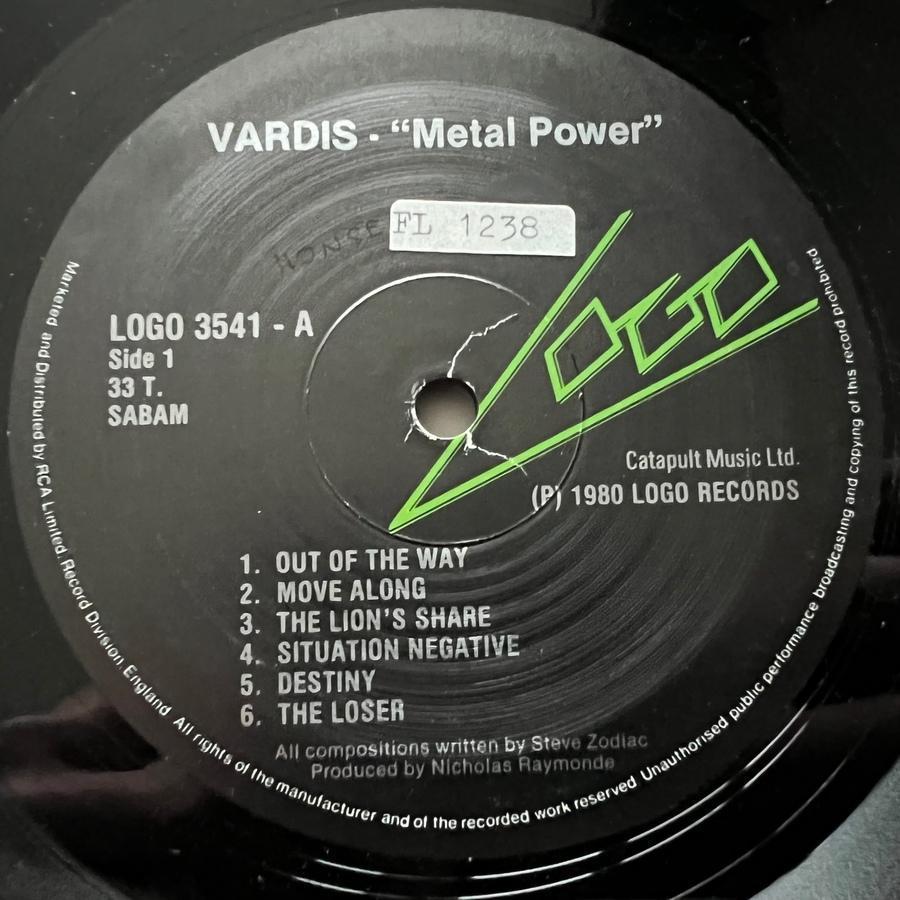 VARDIS - “Metal Power”
FL 1238
LOGO
LOGO 3541 - A
Side 1
33 T.
SABAM
Catapult Music Ltd.
(P) 1980 LOGO RECORDS
1. OUT OF THE WAY
2. MOVE ALONG
3. THE LION'S SHARE
4. SITUATION NEGATIVE
5. DESTINY
6. THE LOSER
All compositions written by Steve Zodiac
Produced by Nicholas Raymonde
Marketed and Distributed by RCA Limited. Record Division. England All rights of the manufacturer and of the recorded work reserved Unauthorised public performance broadcasting and copying of this record prohibited